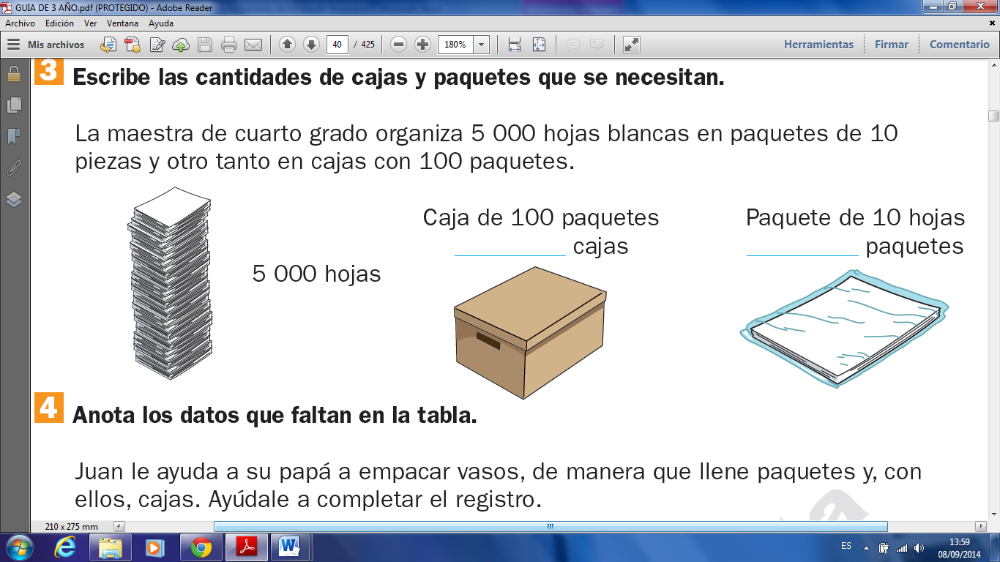 GUIA DE 3 AÑO.pdf (PROTEGIDO) - Adobe Reader
Archivo Edición Ver Ventana Ayuda
Mis archivos 40 / 425 180% Herramientas Firmar Comentario
3 Escribe las cantidades de cajas y paquetes que se necesitan.
La maestra de cuarto grado organiza 5 000 hojas blancas en paquetes de 10
piezas y otro tanto en cajas con 100 paquetes.
Caja de 100 paquetes
__________ cajas
Paquete de 10 hojas
__________ paquetes
5 000 hojas
4 Anota los datos que faltan en la tabla.
Juan le ayuda a su papá a empacar vasos, de manera que llene paquetes y, con
ellos, cajas. Ayúdale a completar el registro.
210 x 275 mm
ES 13:59
08/09/2014